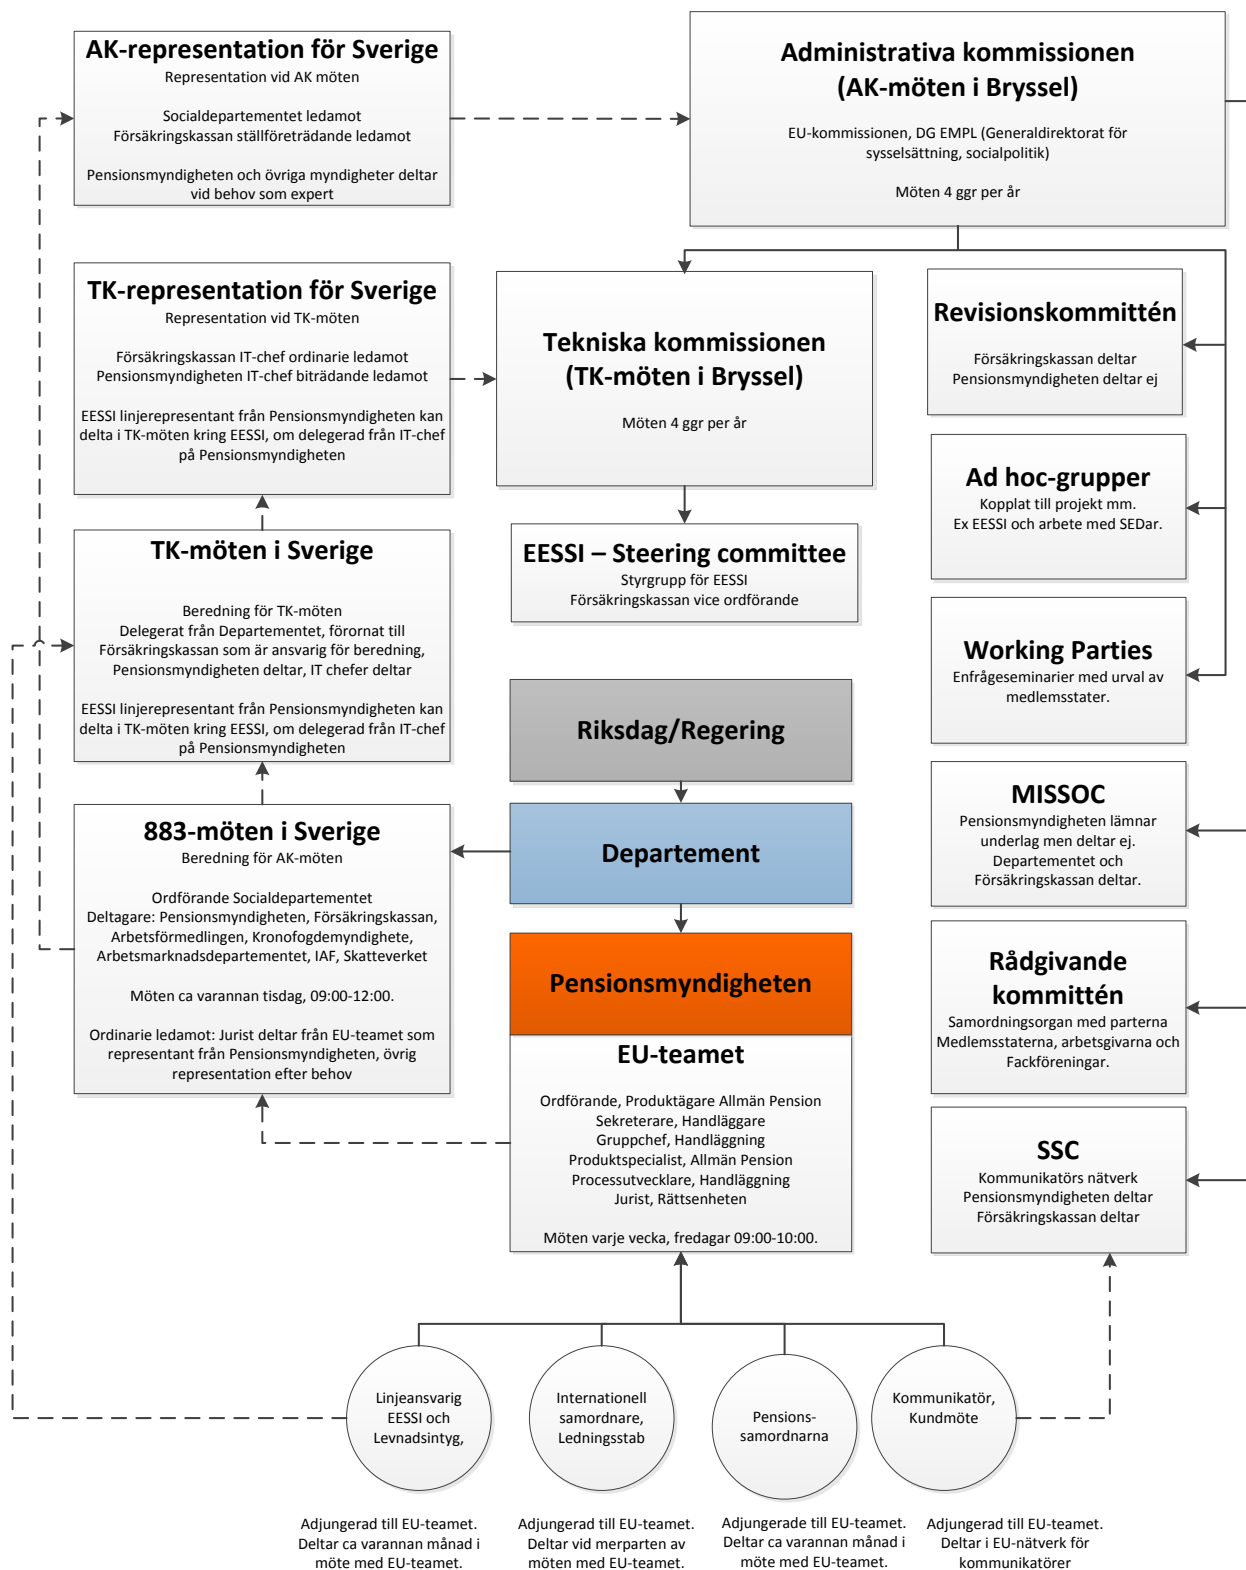 AK-representation för Sverige
Representation vid AK möten
Socialdepartementet ledamot
Försäkringskassan ställföreträdande ledamot
Pensionsmyndigheten och övriga myndigheter deltar
vid behov som expert
Administrativa kommissionen
(AK-möten i Bryssel)
EU-kommissionen, DG EMPL (Generaldirektorat för
sysselsättning, socialpolitik)
Möten 4 ggr per år
TK-representation för Sverige
Representation vid TK-möten
Försäkringskassan IT-chef ordinarie ledamot
Pensionsmyndigheten IT-chef biträdande ledamot
EESSI linjerepresentant från Pensionsmyndigheten kan
delta i TK-möten kring EESSI, om delegerad från IT-chef
på Pensionsmyndigheten
Tekniska kommissionen
(TK-möten i Bryssel)
Möten 4 ggr per år
Revisionskommittén
Försäkringskassan deltar
Pensionsmyndigheten deltar ej
Ad hoc-grupper
Kopplat till projekt mm.
Ex EESSI och arbete med SEDar.
EESSI – Steering committee
Styrgrupp för EESSI
Försäkringskassan vice ordförande
TK-möten i Sverige
Beredning för TK-möten
Delegerat från Departementet, förornat till
Försäkringskassan som är ansvarig för beredning,
Pensionsmyndigheten deltar, IT chefer deltar
EESSI linjerepresentant från Pensionsmyndigheten kan
delta i TK-möten kring EESSI, om delegerad från IT-chef
på Pensionsmyndigheten
Working Parties
Enfrågeseminarier med urval av
medlemsstater.
Riksdag/Regering
Departement
Pensionsmyndigheten
MISSOC
Pensionsmyndigheten lämnar
underlag men deltar ej.
Departementet och
Försäkringskassan deltar.
883-möten i Sverige
Beredning för AK-möten
Ordförande Socialdepartementet
Deltagare: Pensionsmyndigheten, Försäkringskassan,
Arbetsförmedlingen, Kronofogdemyndighete,
Arbetsmarknadsdepartementet, IAF, Skatteverket
Möten ca varannan tisdag, 09:00-12:00.
Ordinarie ledamot: Jurist deltar från EU-teamet som
representant från Pensionsmyndigheten, övrig
representation efter behov
Rådgivande
kommittén
Samordningsorgan med parterna
Medlemsstaterna, arbetsgivarna och
Fackföreningar.
EU-teamet
Ordförande, Produktägare Allmän Pension
Sekreterare, Handläggare
Gruppchef, Handläggning
Produktspecialist, Allmän Pension
Processutvecklare, Handläggning
Jurist, Rättsenheten
Möten varje vecka, fredagar 09:00-10:00.
SSC
Kommunikatörs nätverk
Pensionsmyndigheten deltar
Försäkringskassan deltar
Linjeansvarig
EESSI och
Levnadsintyg,
Internationell
samordnare,
Ledningsstab
Pensions-
samordnarna
Kommunikatör,
Kundmöte
Adjungerad till EU-teamet.
Deltar ca varannan månad i
möte med EU-teamet.
Adjungerad till EU-teamet.
Deltar vid merparten av
möten med EU-teamet.
Adjungerade till EU-teamet.
Deltar ca varannan månad i
möte med EU-teamet.
Adjungerad till EU-teamet.
Deltar i EU-nätverk för
kommunikatörer